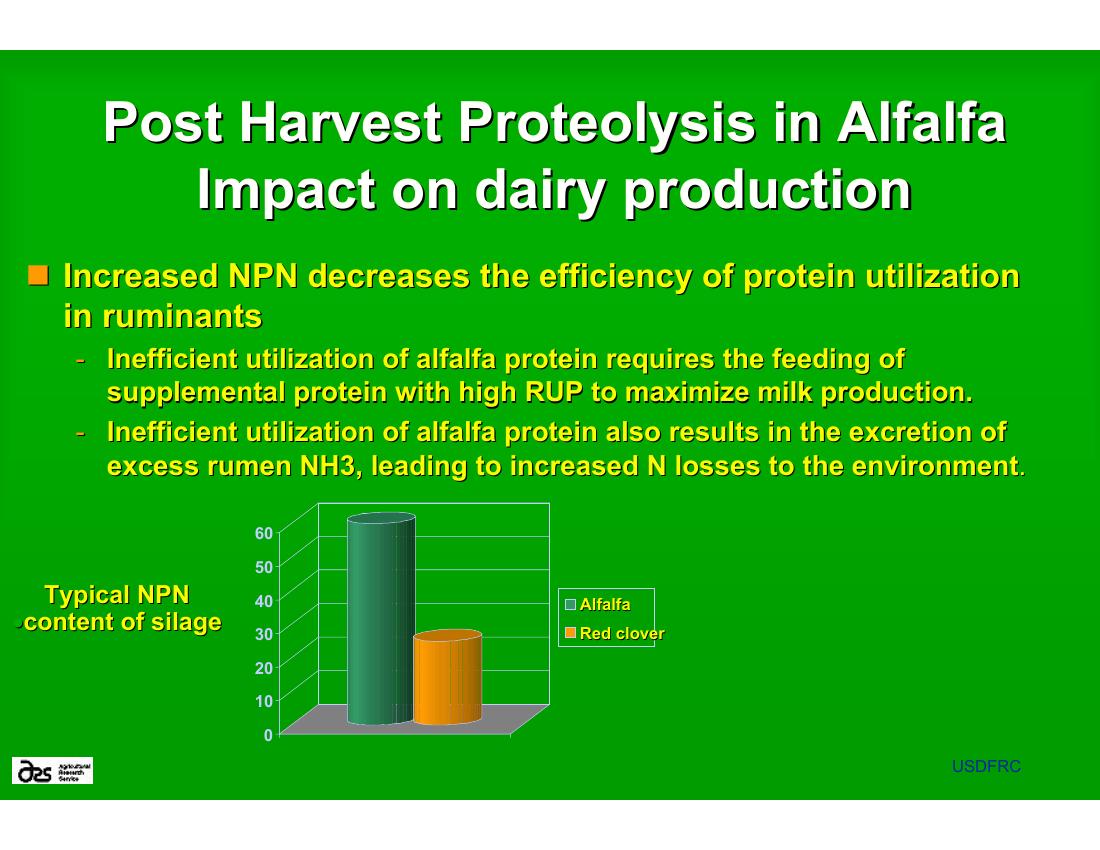 Post Harvest Proteolysis in Alfalfa
Impact on dairy production
Increased NPN decreases the efficiency of protein utilization
in ruminants
- Inefficient utilization of alfalfa protein requires the feeding of
supplemental protein with high RUP to maximize milk production.
- Inefficient utilization of alfalfa protein also results in the excretion of
excess rumen NH3, leading to increased N losses to the environment.
60
50
40
30
20
10
0
Typical NPN
•content of silage
Alfalfa
Red clover
ars
Agricultural
Research
Service
USDFRC